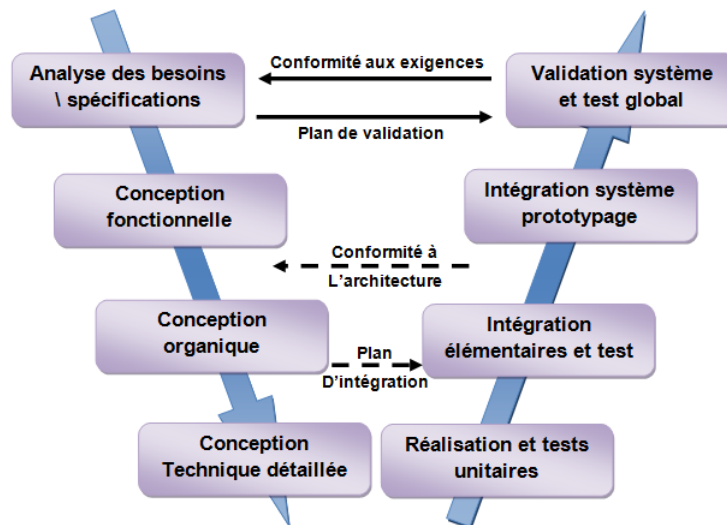 Analyse des besoins
\ spécifications
Conformité aux exigences
Plan de validation
Validation système
et test global
Conception
fonctionnelle
Intégration système
prototypage
Conformité à
L'architecture
Conception
organique
Plan
D'intégration
Intégration
élémentaires et test
Conception
Technique détaillée
Réalisation et tests
unitaires